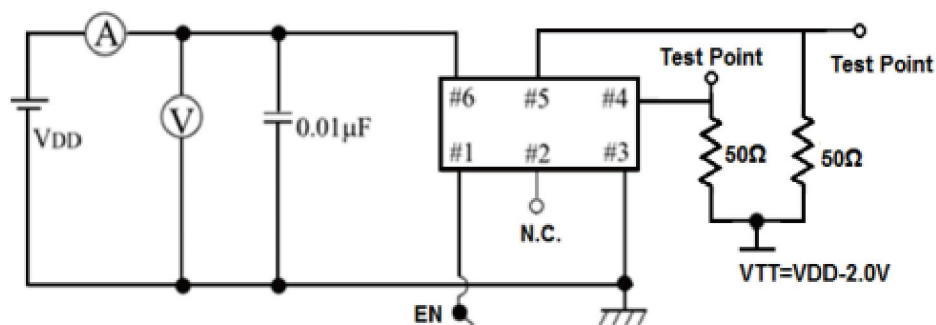 A
Test Point
Test Point
#6 #5 #4
VDD
V
0.01μF
#1 #2 #3
50Ω
50Ω
N.C.
VTT=VDD-2.0V
EN